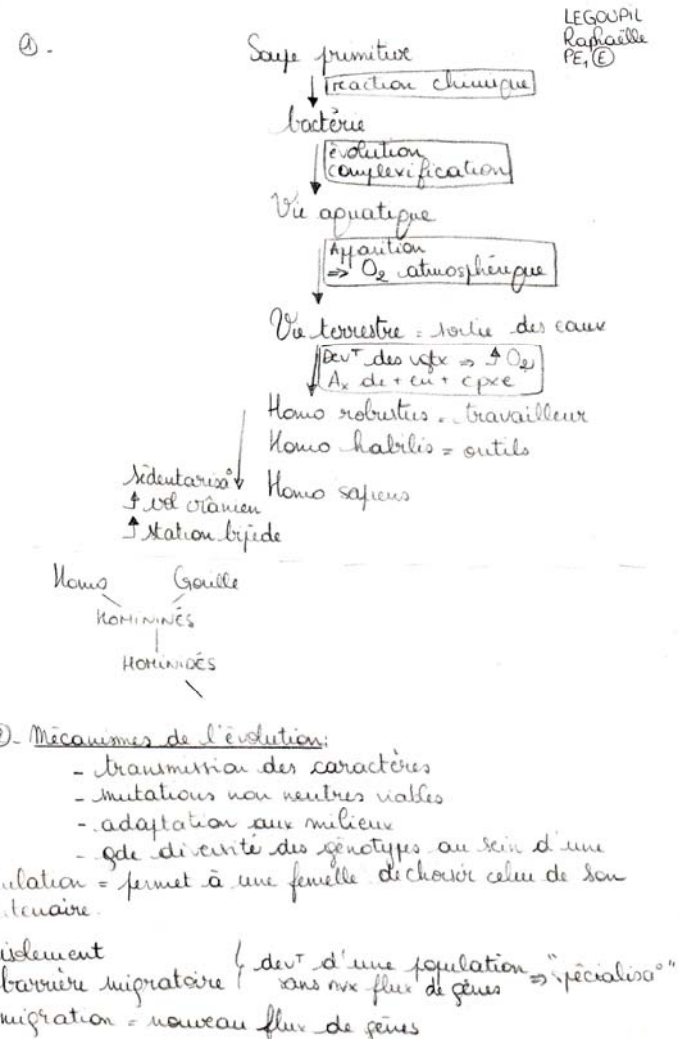 LEGOUPIL
Raphaëlle
PE, Ⓔ
①.
Soupe primitive
réaction chimique
bactérie
évolution
complexification
Vie aquatique
Apparition
⇒ O₂ atmosphérique
Vie terrestre = sortie des eaux
Devᵀ des vgtx ⇒ ↑ O₂
Aₓ de + en + cpxe
Homo robustus = travailleur
Homo habilis = outils
Homo sapiens
Sédentarisa°
↑ vol crânien
↑ station bipède
Homo Gorille
HOMININÉS
HOMINIDÉS
- Mécanismes de l'évolution:
- transmission des caractères
- mutations non neutres viables
- adaptation aux milieux
- gde diversité des génotypes au sein d'une
ulation = permet à une femelle de choisir celui de son
tenaire.
isolement
barrière migratoire { devᵀ d'une population ⇒ "spécialisa°"
sans nvx flux de gènes
migration = nouveau flux de gènes